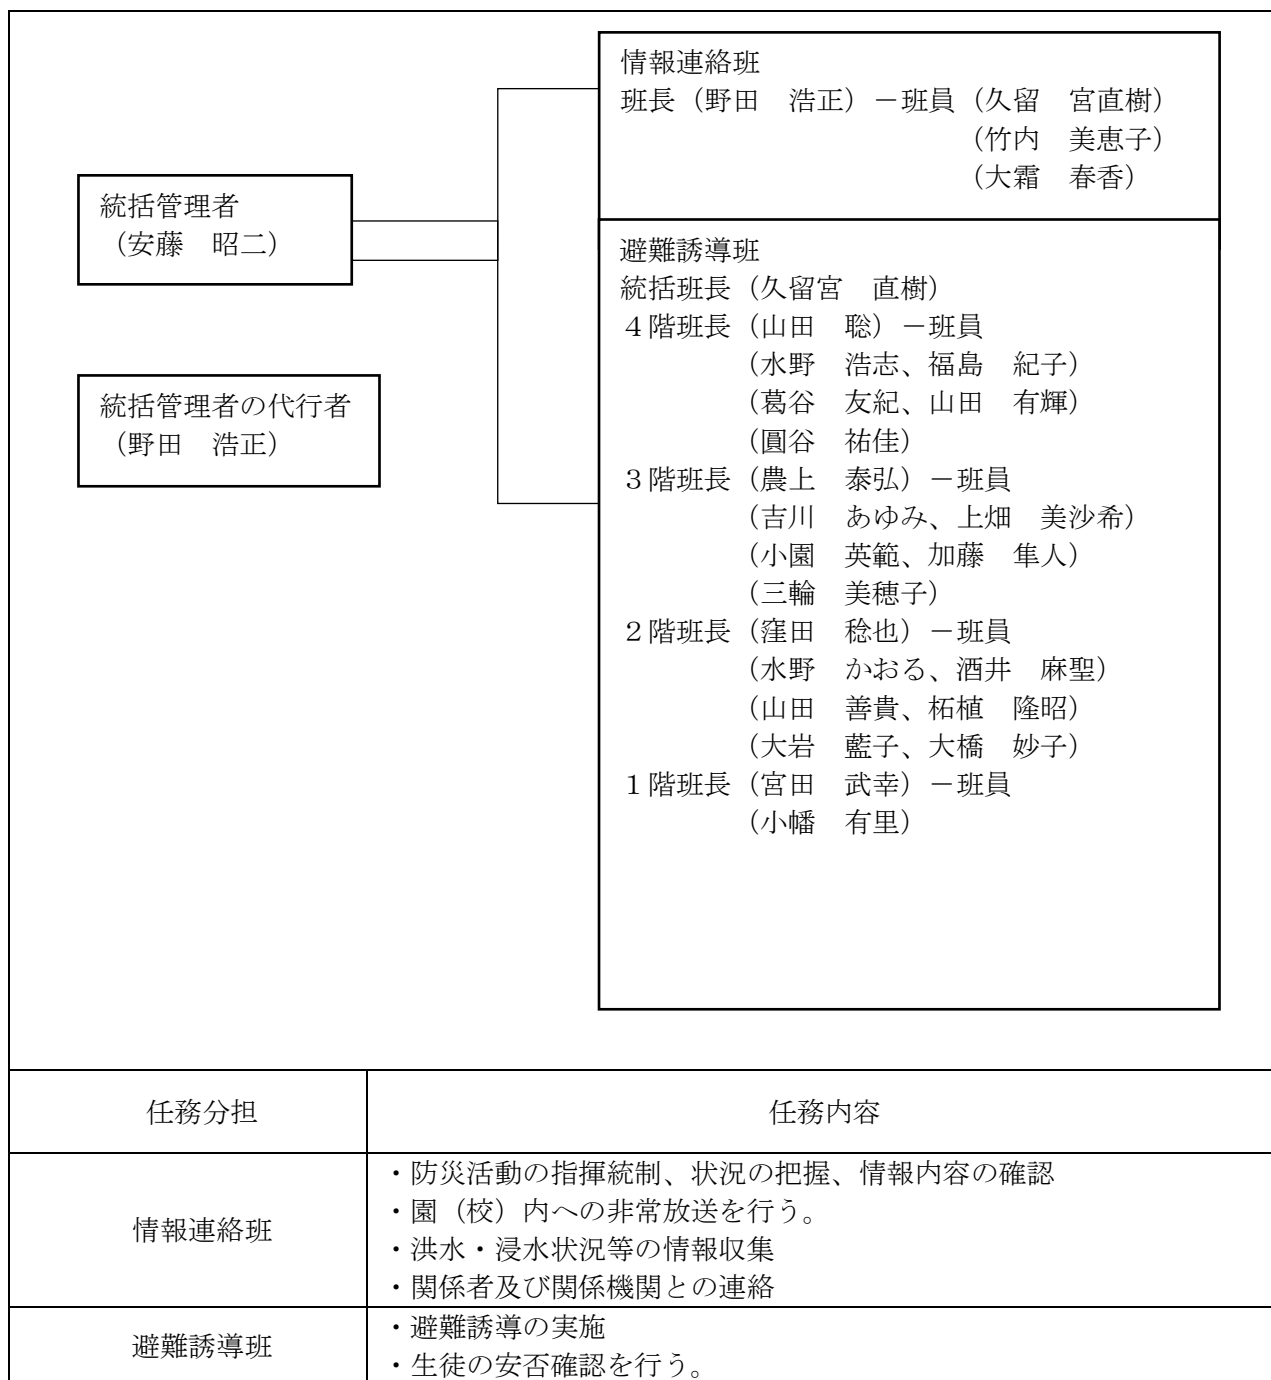 統括管理者
（安藤　昭二）
統括管理者の代行者
（野田　浩正）
情報連絡班
班長（野田　浩正）－班員（久留　宮直樹）
（竹内　美恵子）
（大霜　春香）
避難誘導班
統括班長（久留宮　直樹）
４階班長（山田　聡）－班員
（水野　浩志、福島　紀子）
（葛谷　友紀、山田　有輝）
（圓谷　祐佳）
３階班長（農上　泰弘）－班員
（吉川　あゆみ、上畑　美沙希）
（小園　英範、加藤　隼人）
（三輪　美穂子）
２階班長（窪田　稔也）－班員
（水野　かおる、酒井　麻聖）
（山田　善貴、柘植　隆昭）
（大岩　藍子、大橋　妙子）
１階班長（宮田　武幸）－班員
（小幡　有里）
任務分担
任務内容
情報連絡班
・防災活動の指揮統制、状況の把握、情報内容の確認
・園（校）内への非常放送を行う。
・洪水・浸水状況等の情報収集
・関係者及び関係機関との連絡
避難誘導班
・避難誘導の実施
・生徒の安否確認を行う。